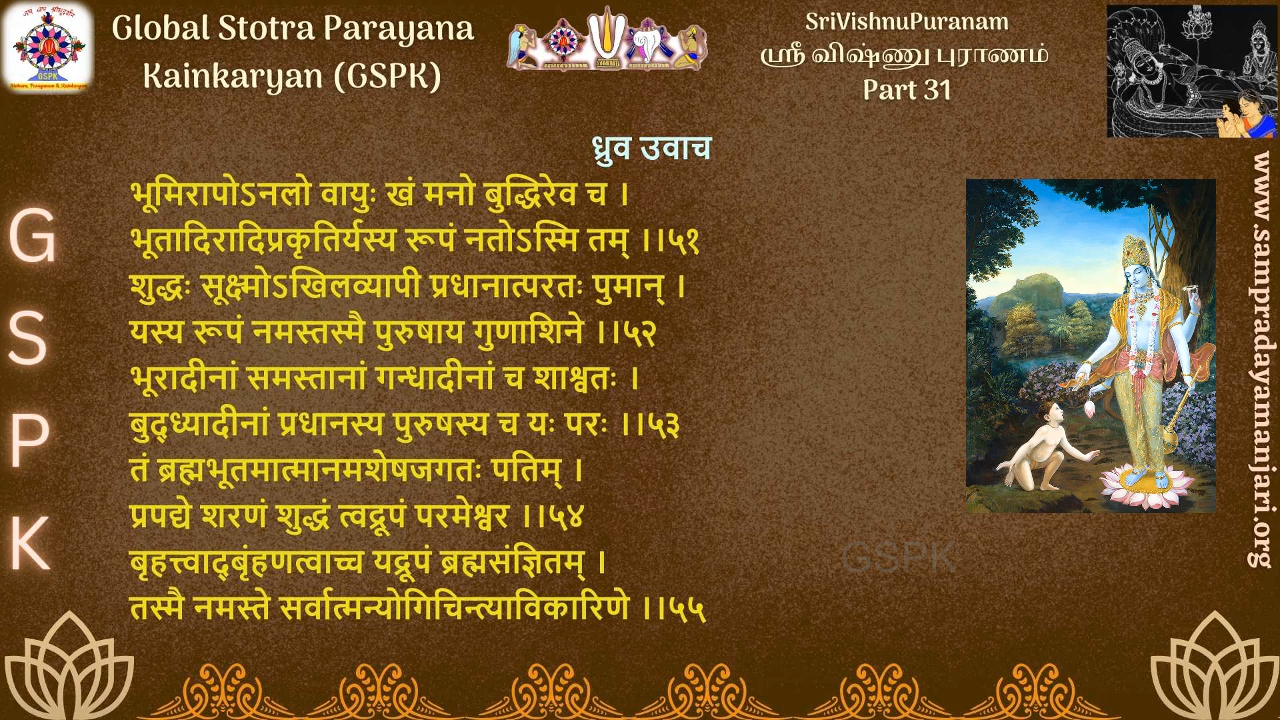 Global Stotra Parayana
Kainkaryan (GSPK)
SriVishnuPuranam
ஸ்ரீ விஷ்ணு புராணம்
Part 31
GSPK
ध्रुव उवाच
भूमिरापोऽनलो वायुः खं मनो बुद्धिरेव च ।
भूतादिरादिप्रकृतिर्यस्य रूपं नतोऽस्मि तम् ।।५१
शुद्धः सूक्ष्मोऽखिलव्यापी प्रधानात्परतः पुमान् ।
यस्य रूपं नमस्तस्मै पुरुषाय गुणाशिने ।।५२
भूरादीनां समस्तानां गन्धादीनां च शाश्वतः ।
बुद्ध्यादीनां प्रधानस्य पुरुषस्य च यः परः ।।५३
तं ब्रह्मभूतमात्मानमशेषजगतः पतिम् ।
प्रपद्ये शरणं शुद्धं त्वद्रूपं परमेश्वर ।।५४
बृहत्त्वाद्बृंहणत्वाच्च यद्रूपं ब्रह्मसंज्ञितम् ।
तस्मै नमस्ते सर्वात्मन्योगिचिन्त्याविकारिणे ।।५५
G
S
P
K
GSPK
www.sampradayamanjari.org